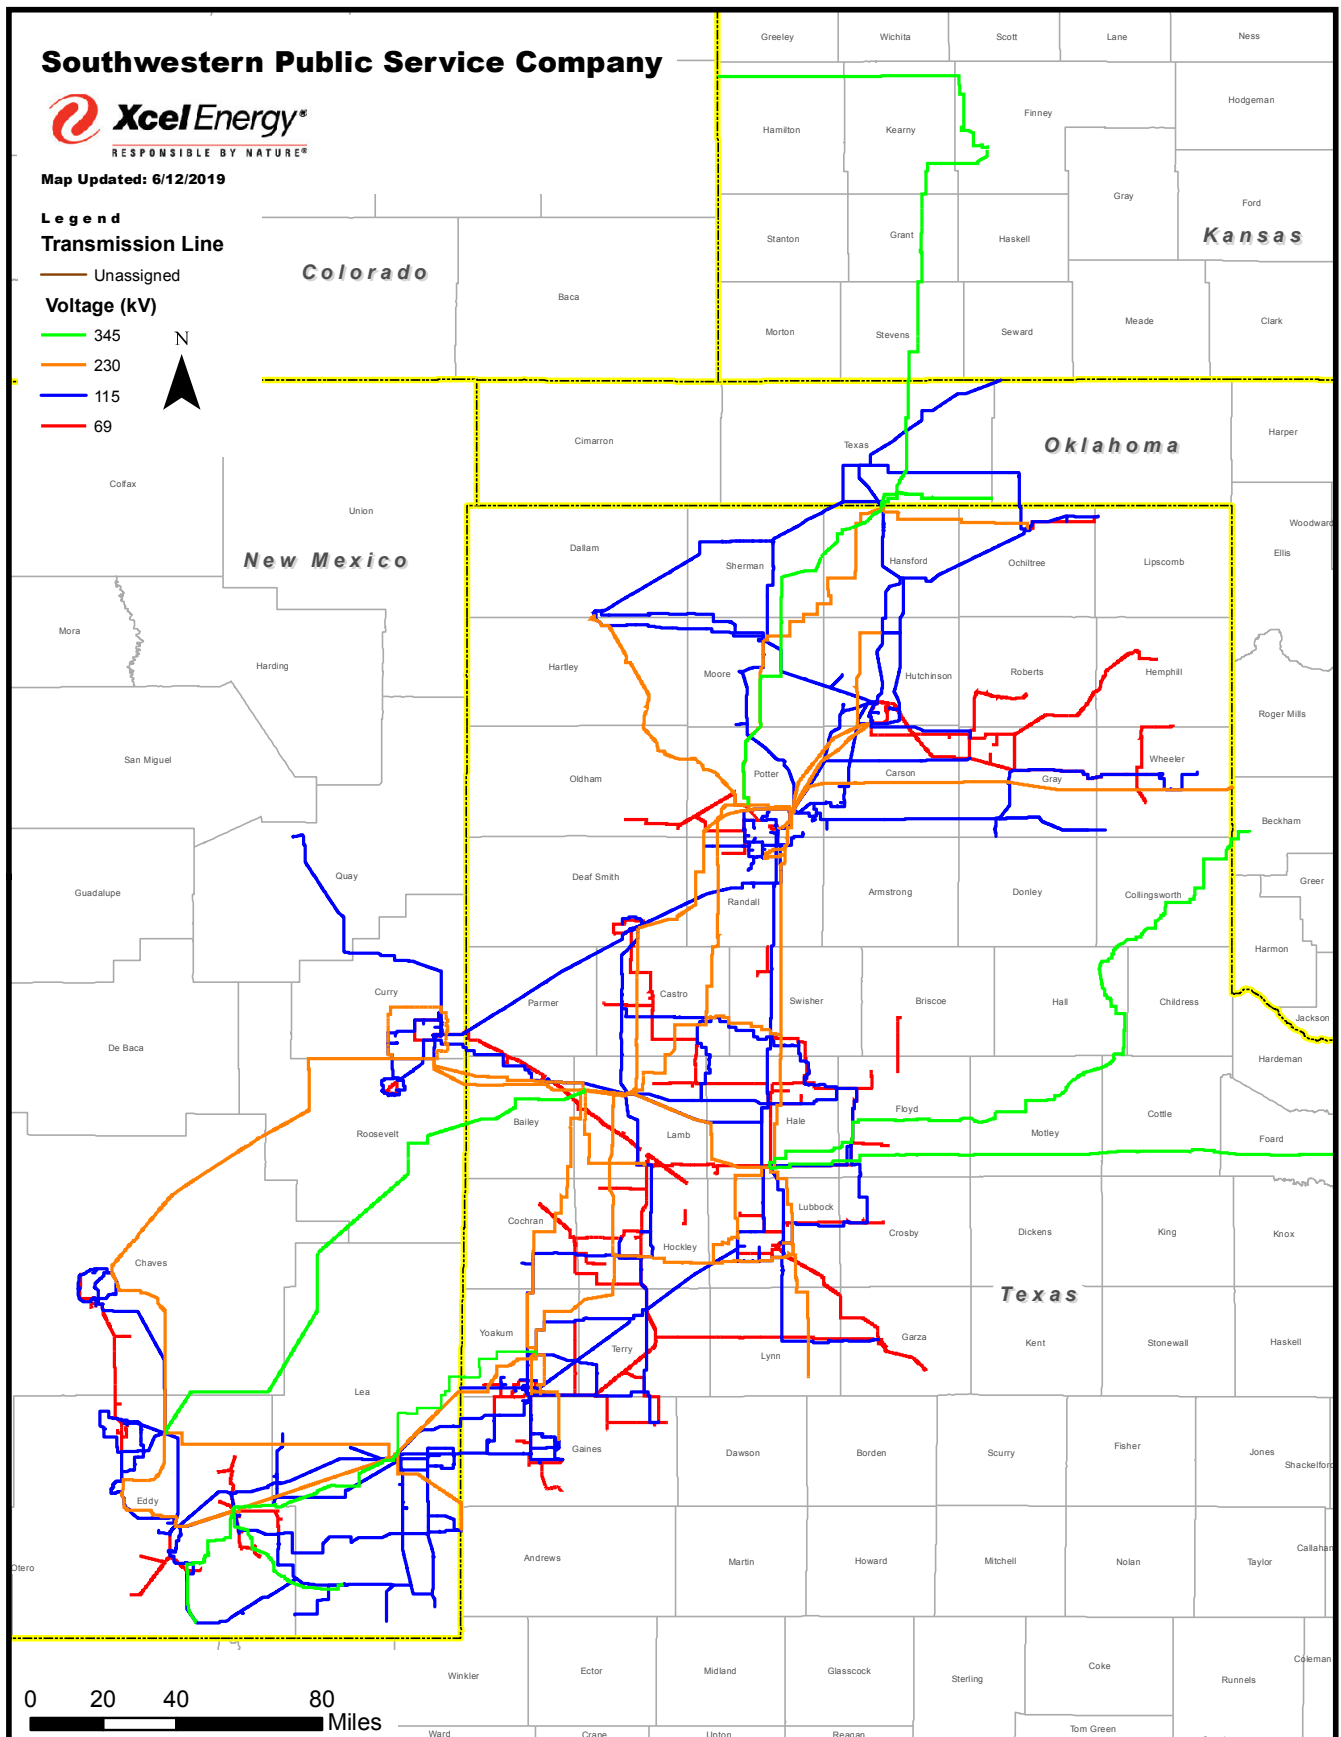 Southwestern Public Service Company
Xcel Energy®
RESPONSIBLE BY NATURE®
Map Updated: 6/12/2019
Legend
Transmission Line
Unassigned
Voltage (kV)
345
230
115
69
N
Greeley
Wichita
Scott
Lane
Ness
Hamilton
Kearny
Finney
Hodgeman
Gray
Ford
Stanton
Grant
Haskell
Kansas
Colorado
Baca
Morton
Stevens
Seward
Meade
Clark
Cimarron
Texas
Oklahoma
Harper
Colfax
Union
New Mexico
Dallam
Sherman
Hansford
Ochiltree
Lipscomb
Woodward
Ellis
Mora
Harding
Hartley
Moore
Hutchinson
Roberts
Hemphill
Roger Mills
San Miguel
Oldham
Potter
Carson
Gray
Wheeler
Beckham
Guadalupe
Quay
Deaf Smith
Randall
Armstrong
Donley
Collingsworth
Greer
Harmon
Curry
Parmer
Castro
Swisher
Briscoe
Hall
Childress
Jackson
De Baca
Hardeman
Roosevelt
Bailey
Lamb
Hale
Floyd
Motley
Cottle
Foard
Chaves
Cochran
Hockley
Lubbock
Crosby
Dickens
King
Knox
Texas
Yoakum
Terry
Lynn
Garza
Kent
Stonewall
Haskell
Lea
Eddy
Gaines
Dawson
Borden
Scurry
Fisher
Jones
Shackelford
Otero
Andrews
Martin
Howard
Mitchell
Nolan
Taylor
Callahan
Winkler
Ector
Midland
Glasscock
Sterling
Coke
Runnels
Coleman
0 20 40 80
Miles
Ward
Crane
Upton
Reagan
Tom Green